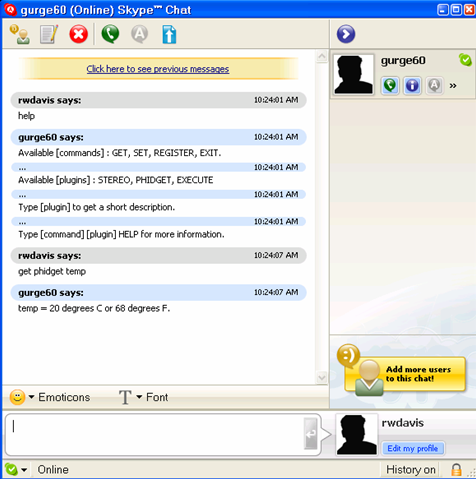 gurge60 (Online) Skype™ Chat
Click here to see previous messages
rwdavis says: 10:24:01 AM
help
gurge60 says: 10:24:01 AM
Available [commands] : GET, SET, REGISTER, EXIT.
... 10:24:01 AM
Available [plugins] : STEREO, PHIDGET, EXECUTE
... 10:24:01 AM
Type [plugin] to get a short description.
... 10:24:01 AM
Type [command] [plugin] HELP for more information.
rwdavis says: 10:24:07 AM
get phidget temp
gurge60 says: 10:24:07 AM
temp = 20 degrees C or 68 degrees F.
gurge60
»
Add more users
to this chat!
Emoticons
T Font
rwdavis
Edit my profile
Online
History on